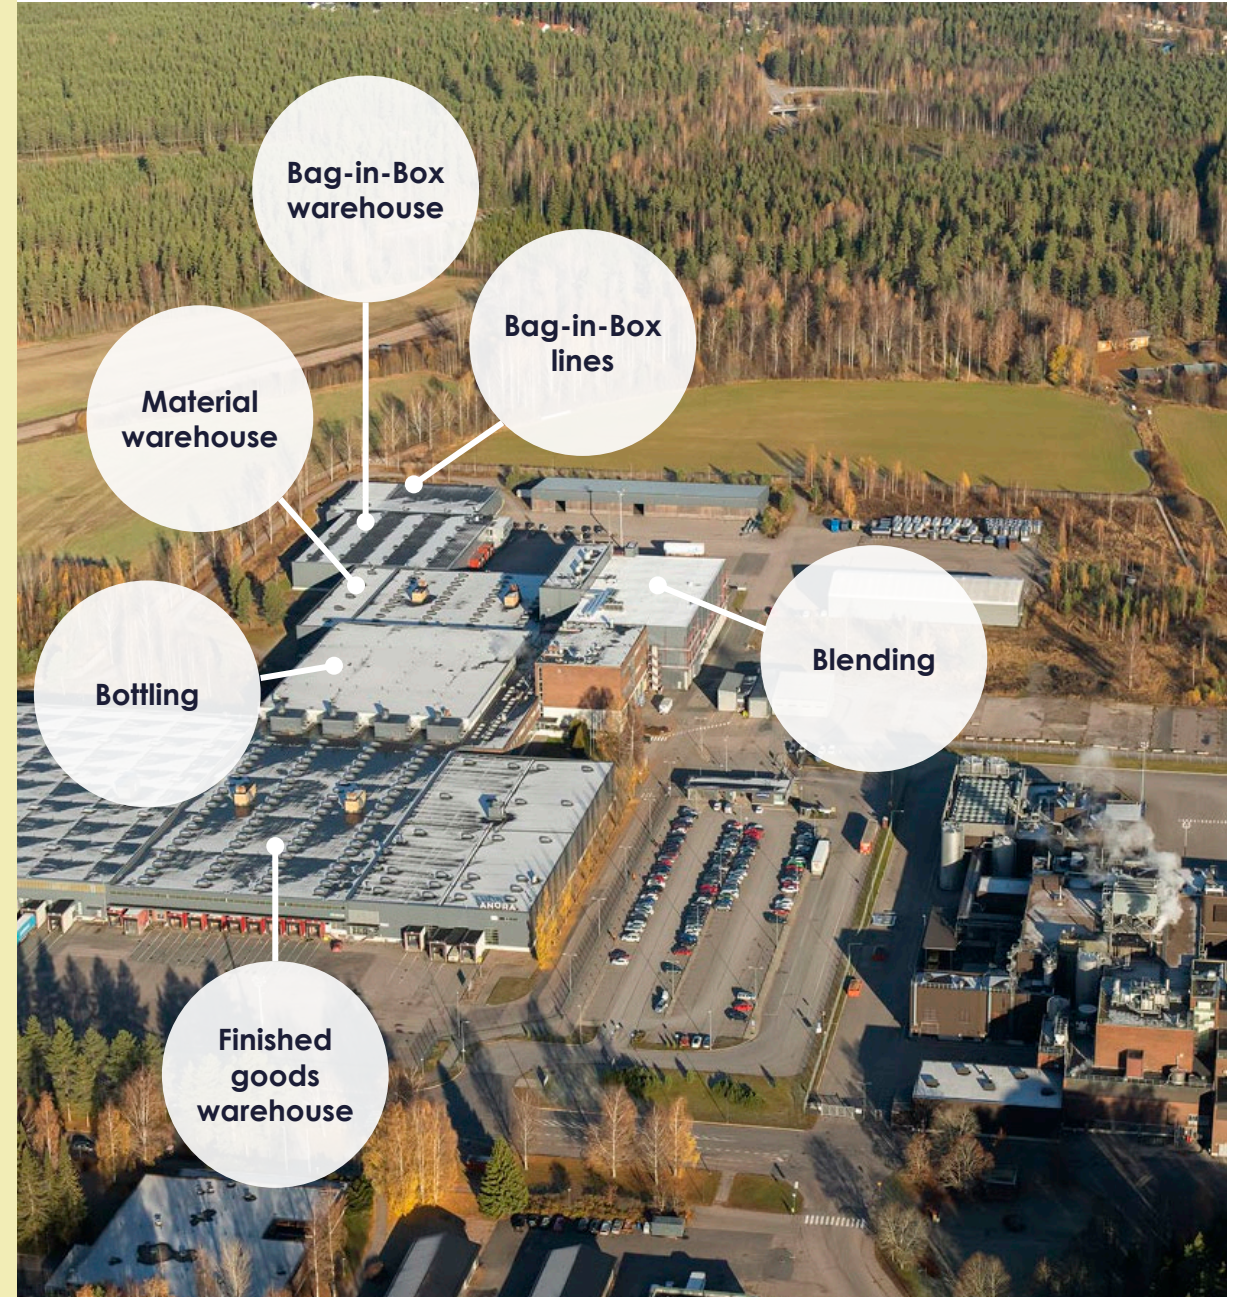 Bag-in-Box
warehouse
Bag-in-Box
lines
Material
warehouse
Blending
Bottling
ANORA
Finished
goods
warehouse